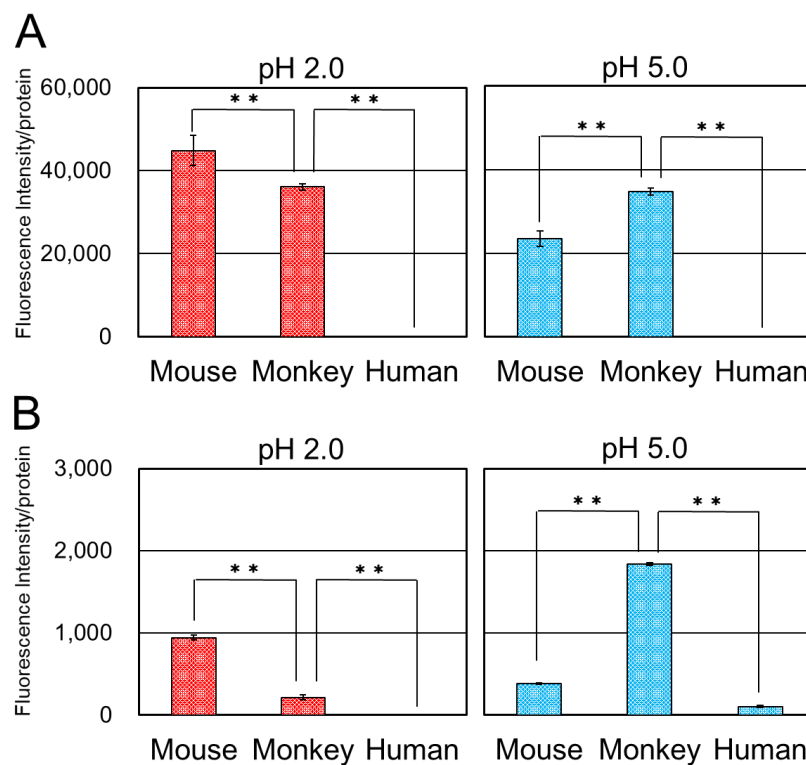 A
pH 2.0
pH 5.0
Fluorescence Intensity/protein
60,000
40,000
20,000
0
* *
* *
* *
* *
Mouse Monkey Human
Mouse Monkey Human
B
pH 2.0
pH 5.0
Fluorescence Intensity/protein
3,000
2,000
1,000
0
* *
* *
* *
* *
Mouse Monkey Human
Mouse Monkey Human